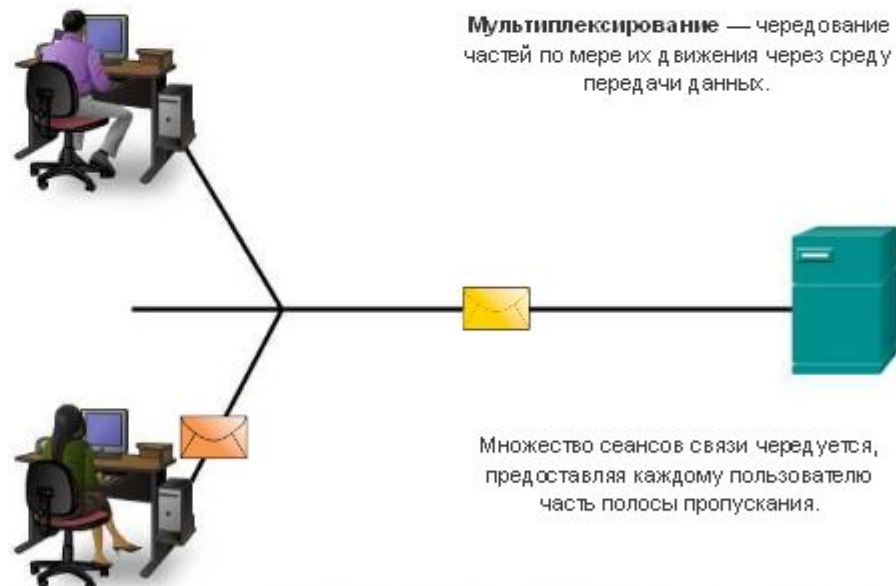 Мультиплексирование — чередование
частей по мере их движения через среду
передачи данных.
Множество сеансов связи чередуется,
предоставляя каждому пользователю
часть полосы пропускания.